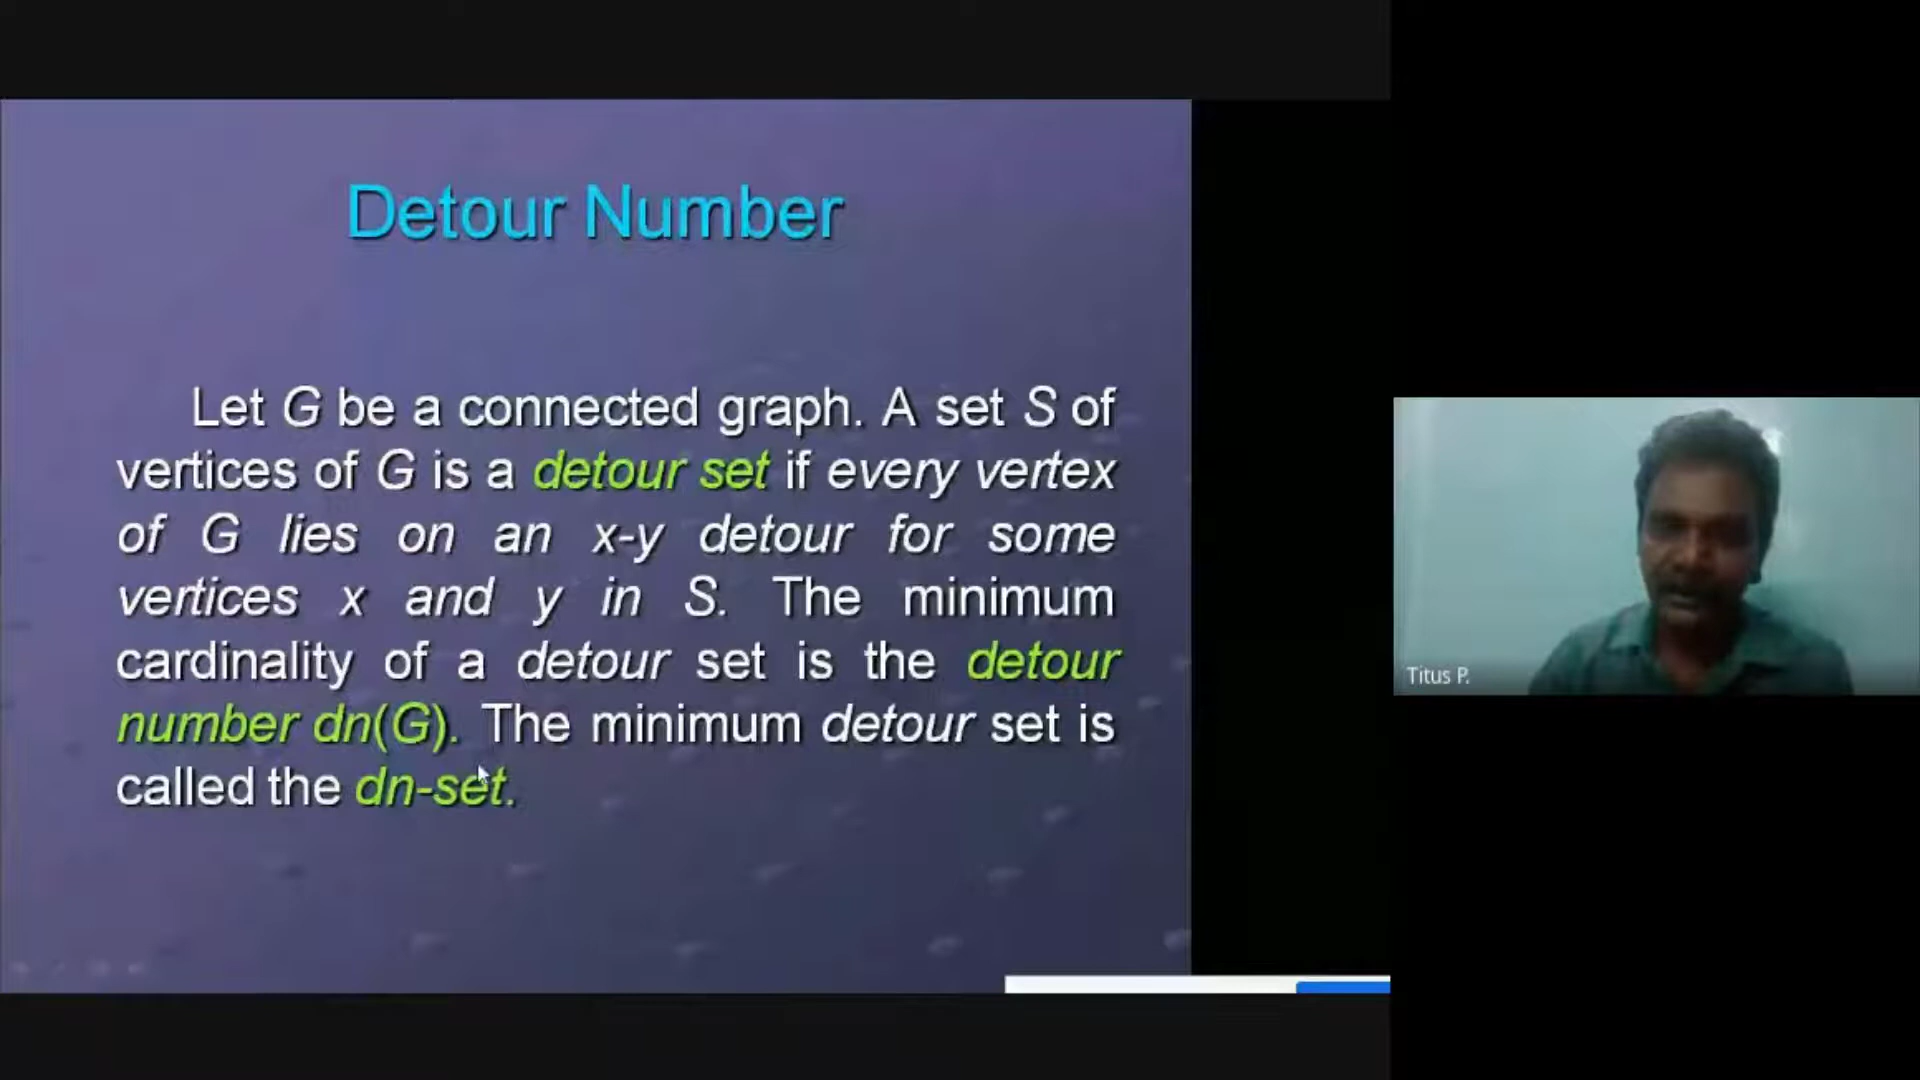 Detour Number
Let G be a connected graph. A set S of
vertices of G is a detour set if every vertex
of G lies on an x-y detour for some
vertices x and y in S. The minimum
cardinality of a detour set is the detour
number dn(G). The minimum detour set is
called the dn-set.
Titus P.